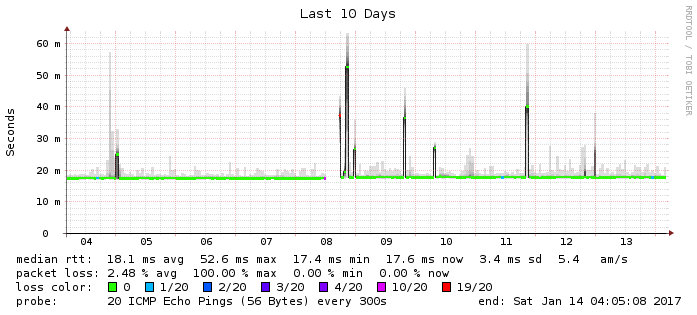 Last 10 Days
RRDTOOL / TOBI OETIKER
Seconds
60 m
50 m
40 m
30 m
20 m
10 m
0
04 05 06 07 08 09 10 11 12 13
median rtt: 18.1 ms avg 52.6 ms max 17.4 ms min 17.6 ms now 3.4 ms sd 5.4 am/s
packet loss: 2.48 % avg 100.00 % max 0.00 % min 0.00 % now
loss color: 0 1/20 2/20 3/20 4/20 10/20 19/20
probe: 20 ICMP Echo Pings (56 Bytes) every 300s end: Sat Jan 14 04:05:08 2017